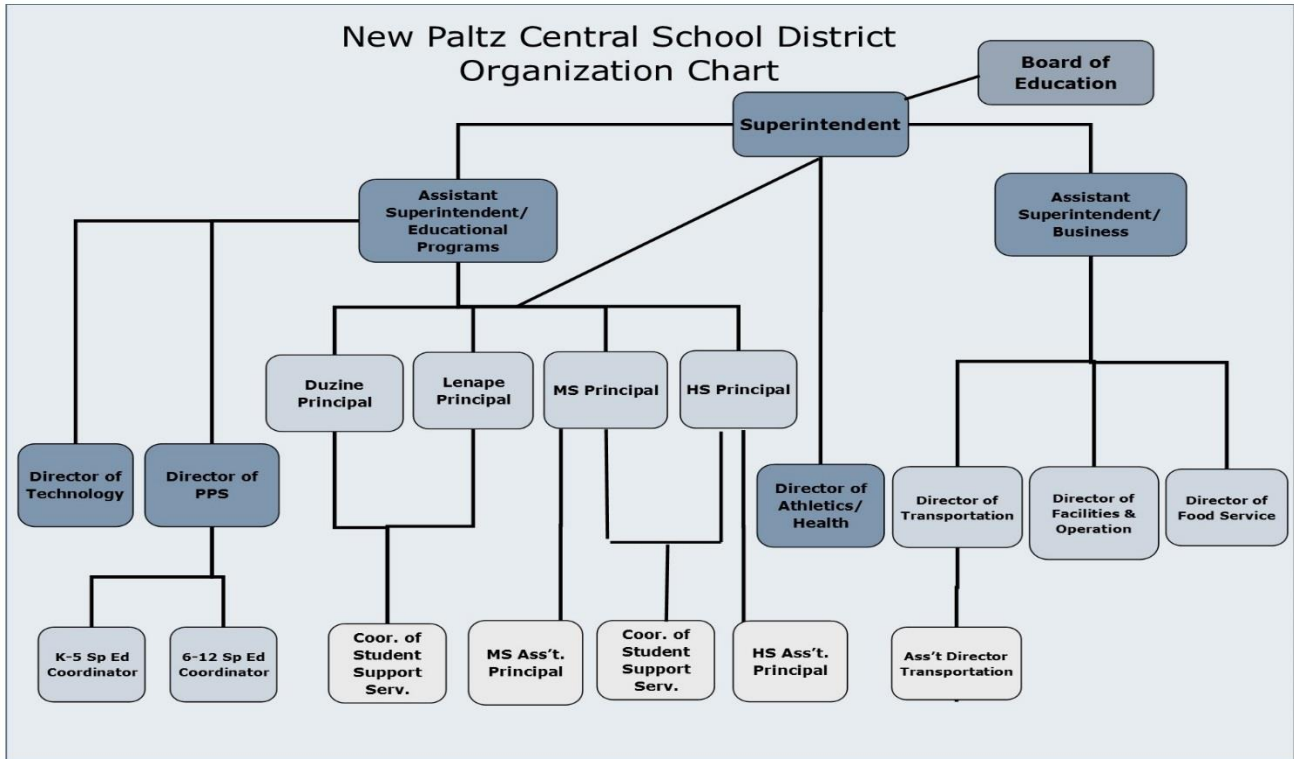 New Paltz Central School District
Organization Chart
Board of
Education
Superintendent
Assistant
Superintendent/
Educational
Programs
Assistant
Superintendent/
Business
Duzine
Principal
Lenape
Principal
MS Principal
HS Principal
Director of
Technology
Director of
PPS
Director of
Athletics/
Health
Director of
Transportation
Director of
Facilities &
Operation
Director of
Food Service
K-5 Sp Ed
Coordinator
6-12 Sp Ed
Coordinator
Coor. of
Student
Support
Serv.
MS Ass't.
Principal
Coor. of
Student
Support
Serv.
HS Ass't.
Principal
Ass't Director
Transportation